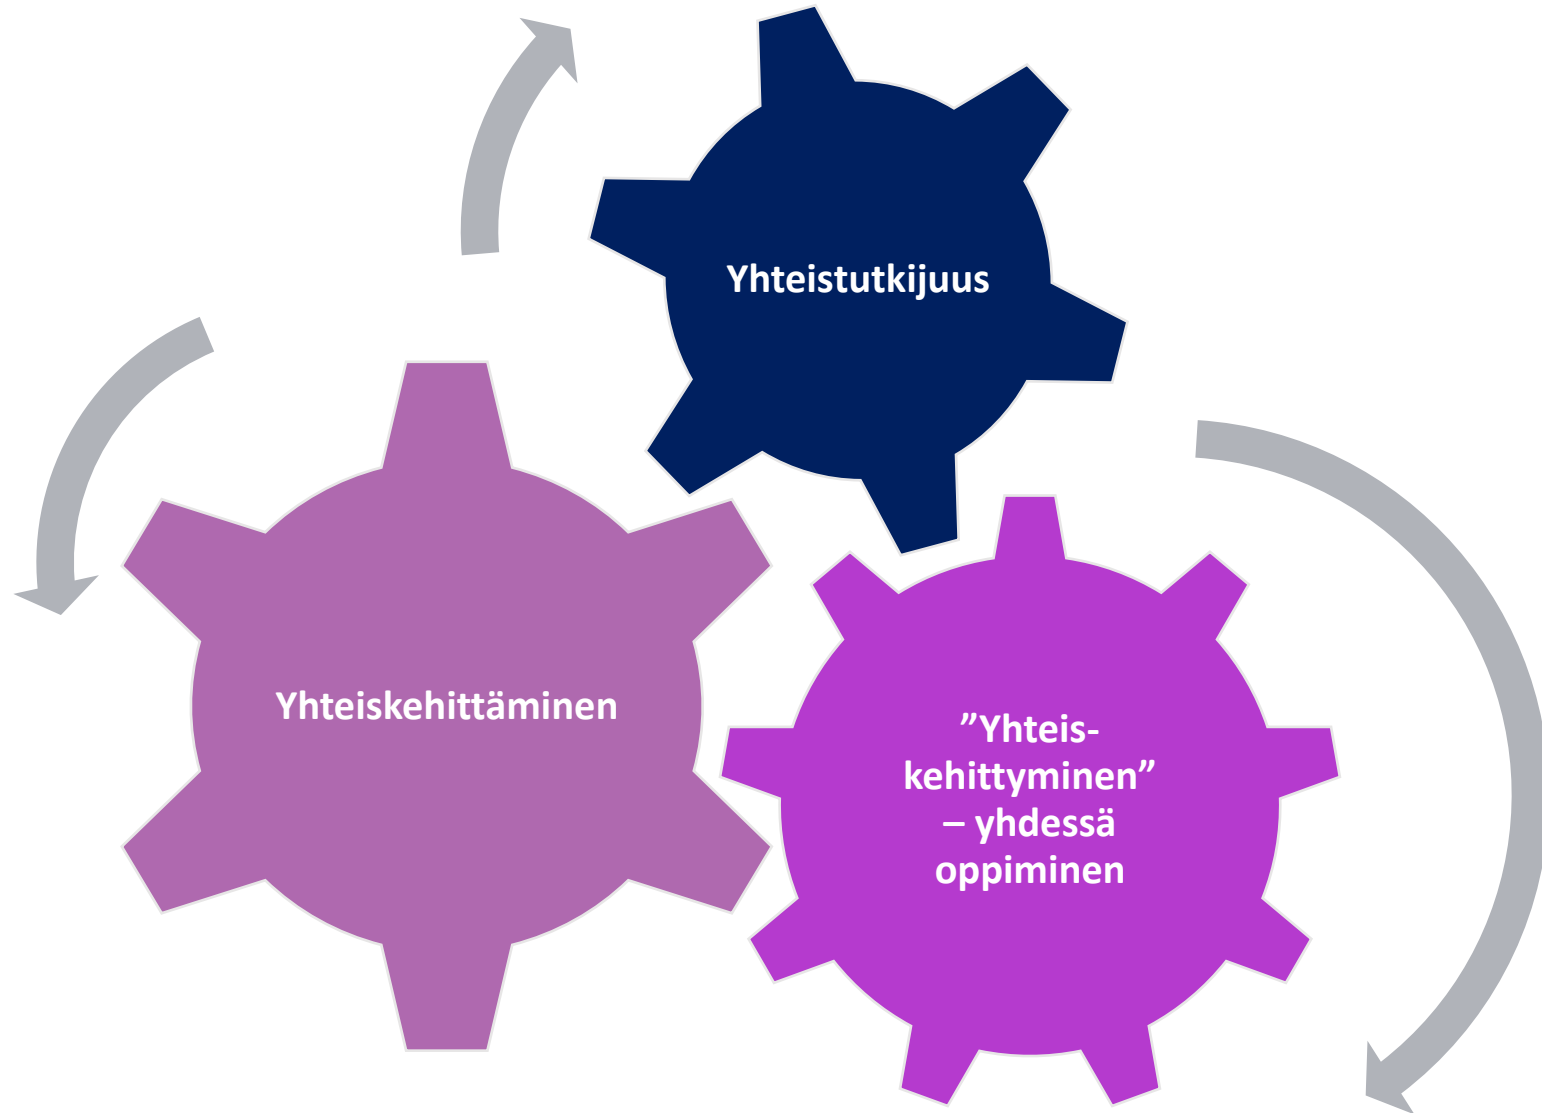 Yhteistutkijuus
Yhteiskehittäminen
”Yhteis-
kehittyminen”
– yhdessä
oppiminen